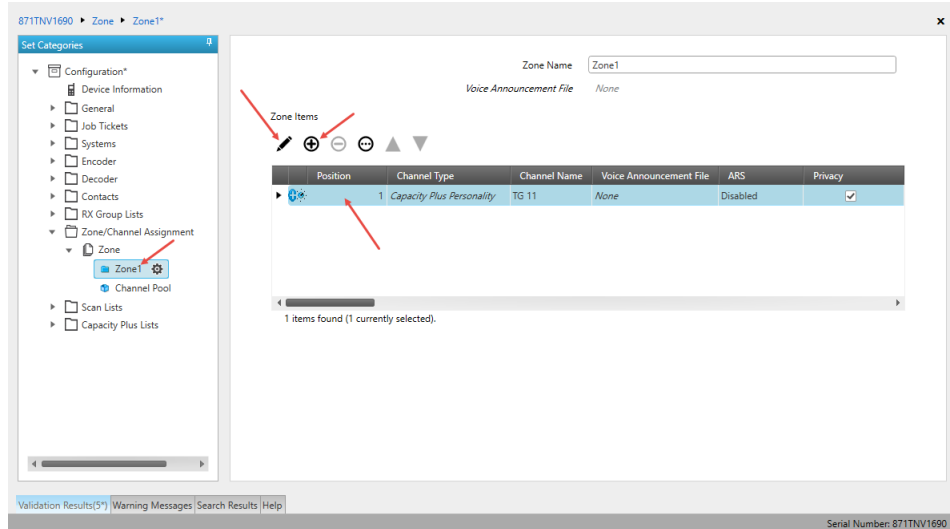 871TNV1690 ▸ Zone ▸ Zone1*
Set Categories
Configuration*
Device Information
General
Job Tickets
Systems
Encoder
Decoder
Contacts
RX Group Lists
Zone/Channel Assignment
Zone
Zone1
Channel Pool
Scan Lists
Capacity Plus Lists
Zone Name Zone1
Voice Announcement File None
Zone Items
Position Channel Type Channel Name Voice Announcement File ARS Privacy
1 Capacity Plus Personality TG 11 None Disabled
1 items found (1 currently selected).
Validation Results(5*) Warning Messages Search Results Help
Serial Number: 871TNV1690